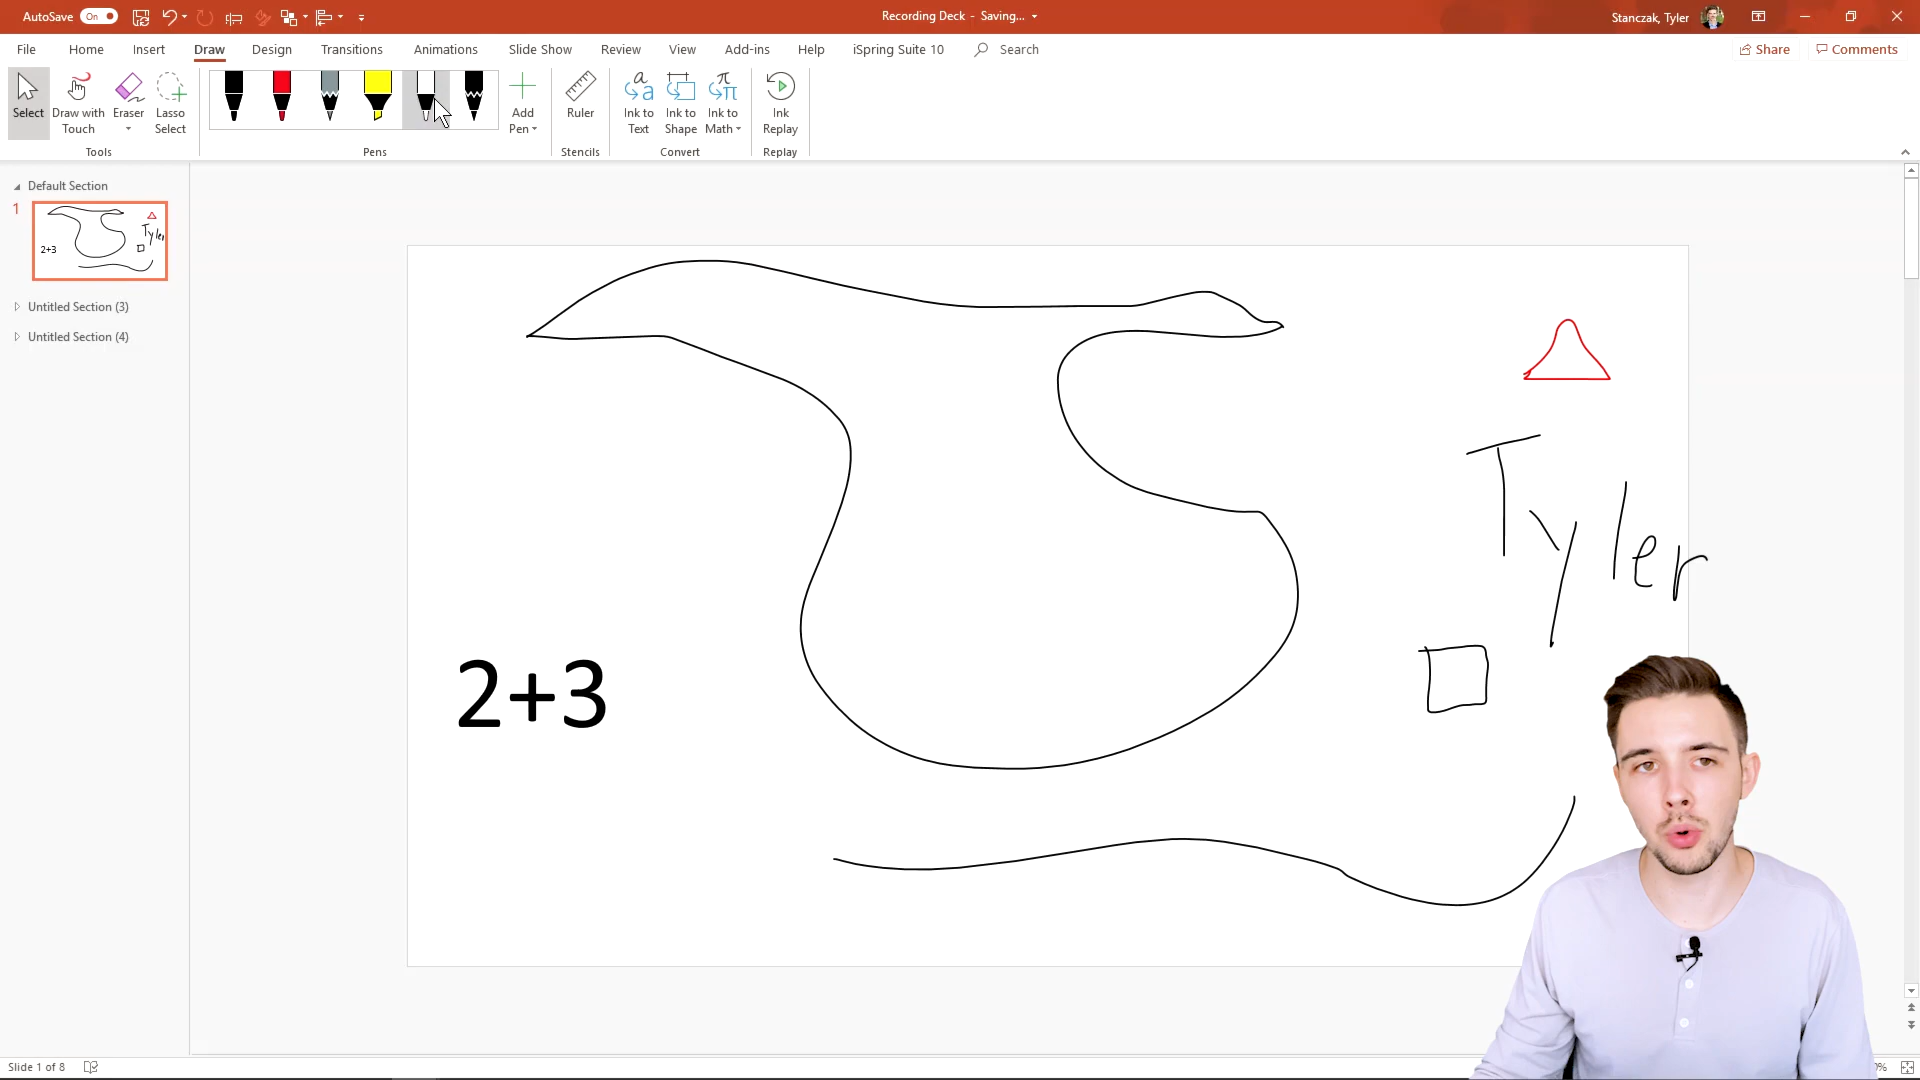 AutoSave On Recording Deck - Saving... Stanczak, Tyler
File Home Insert Draw Design Transitions Animations Slide Show Review View Add-ins Help iSpring Suite 10 Search Share Comments
Select
Draw with Touch
Eraser
Lasso Select
Add Pen
Ruler
Ink to Text
Ink to Shape
Ink to Math
Ink Replay
Tools Pens Stencils Convert Replay
Default Section
1
2+3
Tyler
Untitled Section (3)
Untitled Section (4)
Tyler
2+3
Slide 1 of 8